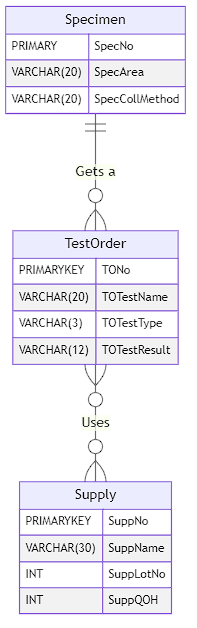 Specimen
PRIMARY SpecNo
VARCHAR(20) SpecArea
VARCHAR(20) SpecCollMethod
Gets a
TestOrder
PRIMARYKEY TONo
VARCHAR(20) TOTestName
VARCHAR(3) TOTestType
VARCHAR(12) TOTestResult
Uses
Supply
PRIMARYKEY SuppNo
VARCHAR(30) SuppName
INT SuppLotNo
INT SuppQOH